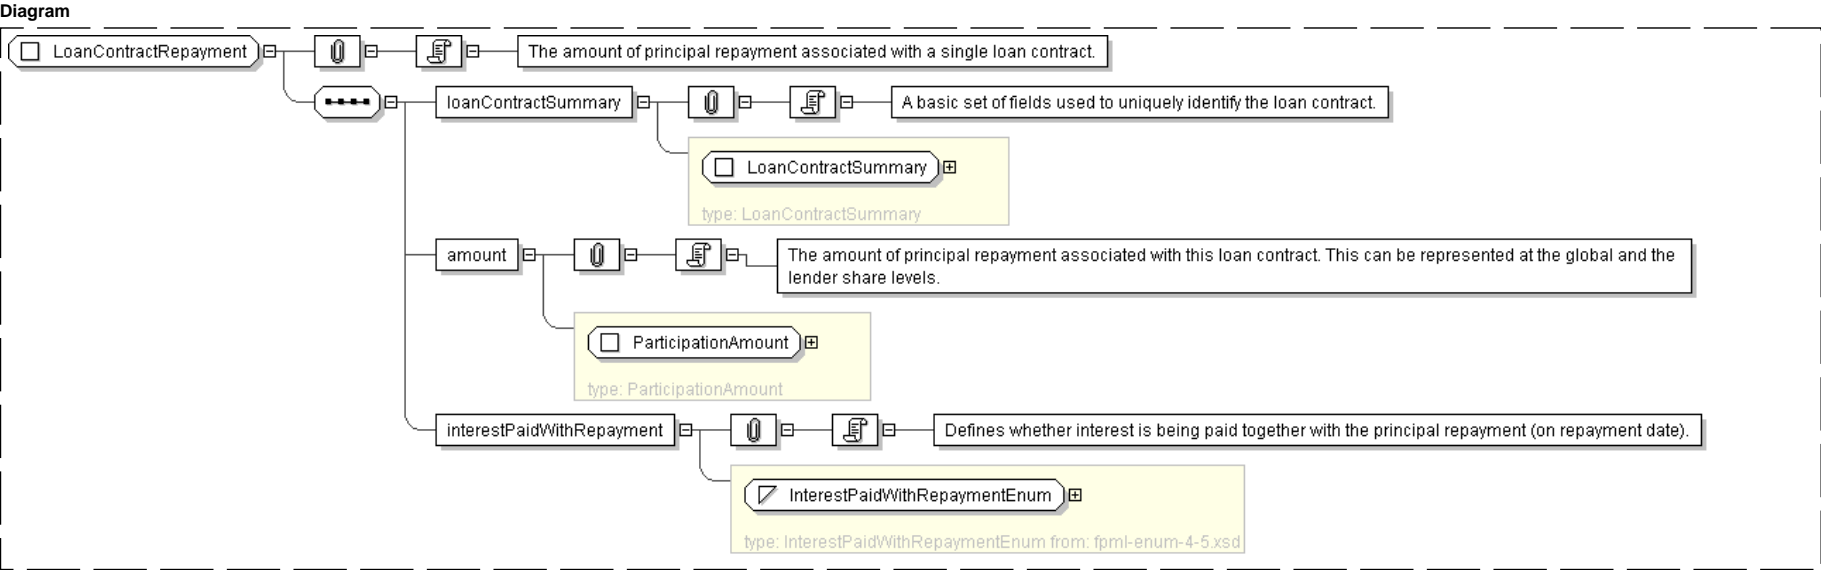 Diagram
LoanContractRepayment
The amount of principal repayment associated with a single loan contract.
loanContractSummary
A basic set of fields used to uniquely identify the loan contract.
LoanContractSummary
type: LoanContractSummary
amount
The amount of principal repayment associated with this loan contract. This can be represented at the global and the
lender share levels.
ParticipationAmount
type: ParticipationAmount
interestPaidWithRepayment
Defines whether interest is being paid together with the principal repayment (on repayment date).
InterestPaidWithRepaymentEnum
type: InterestPaidWithRepaymentEnum from: fpml-enum-4-5.xsd